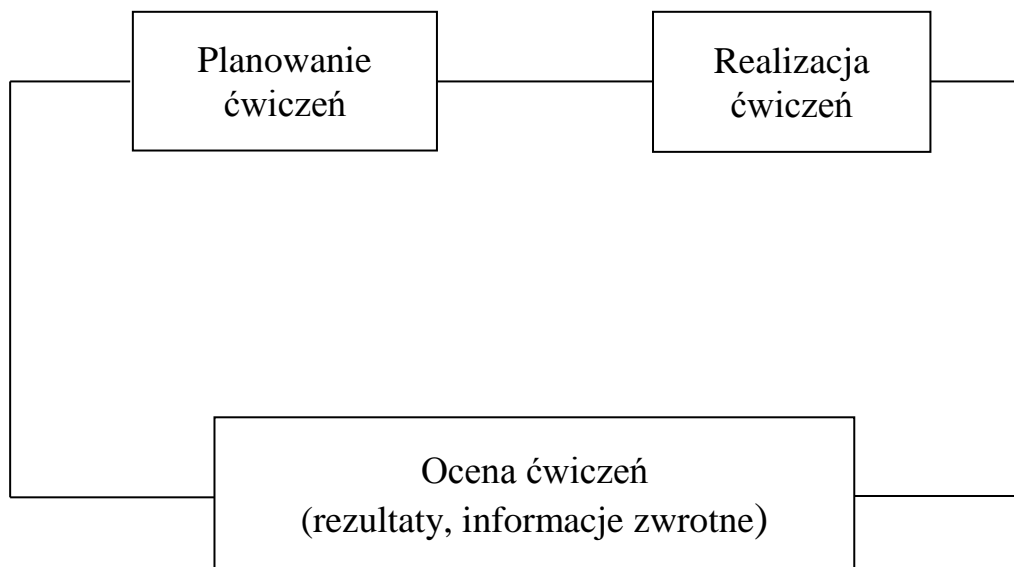 Planowanie
ćwiczeń
Realizacja
ćwiczeń
Ocena ćwiczeń
(rezultaty, informacje zwrotne)